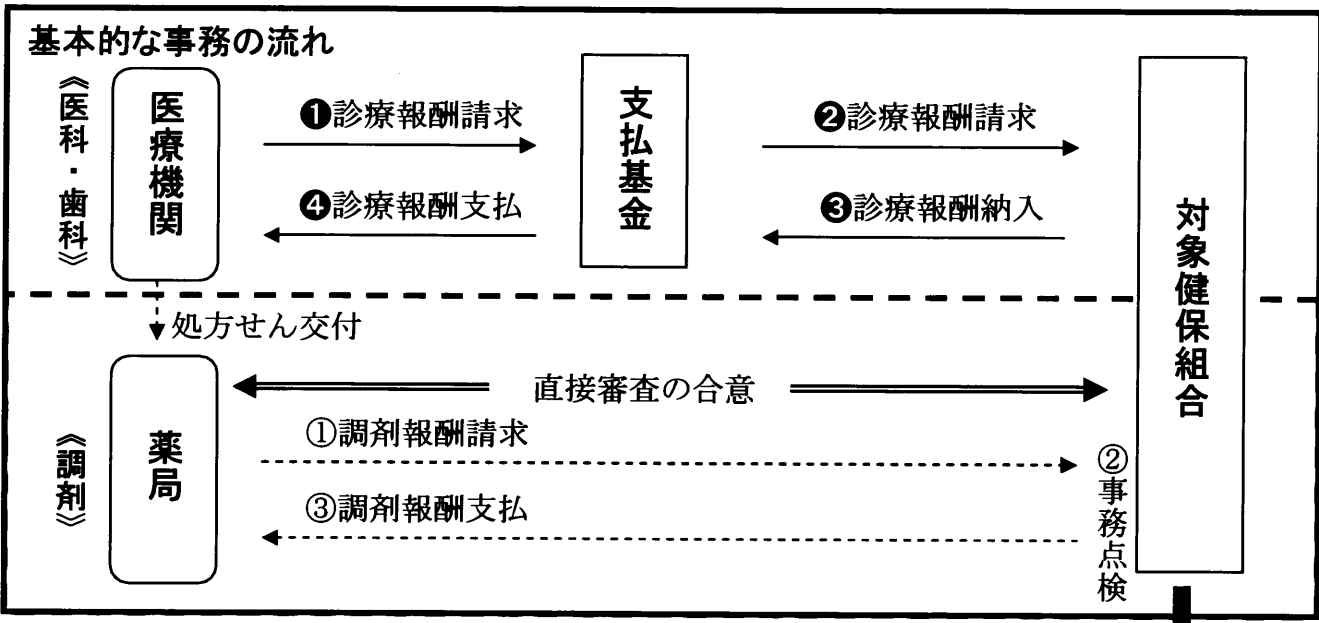 基本的な事務の流れ
《医科・歯科》
医療機関
❶診療報酬請求
支払基金
❷診療報酬請求
❹診療報酬支払
❸診療報酬納入
対象健保組合
処方せん交付
《調剤》
薬局
直接審査の合意
①調剤報酬請求
②事務点検
③調剤報酬支払